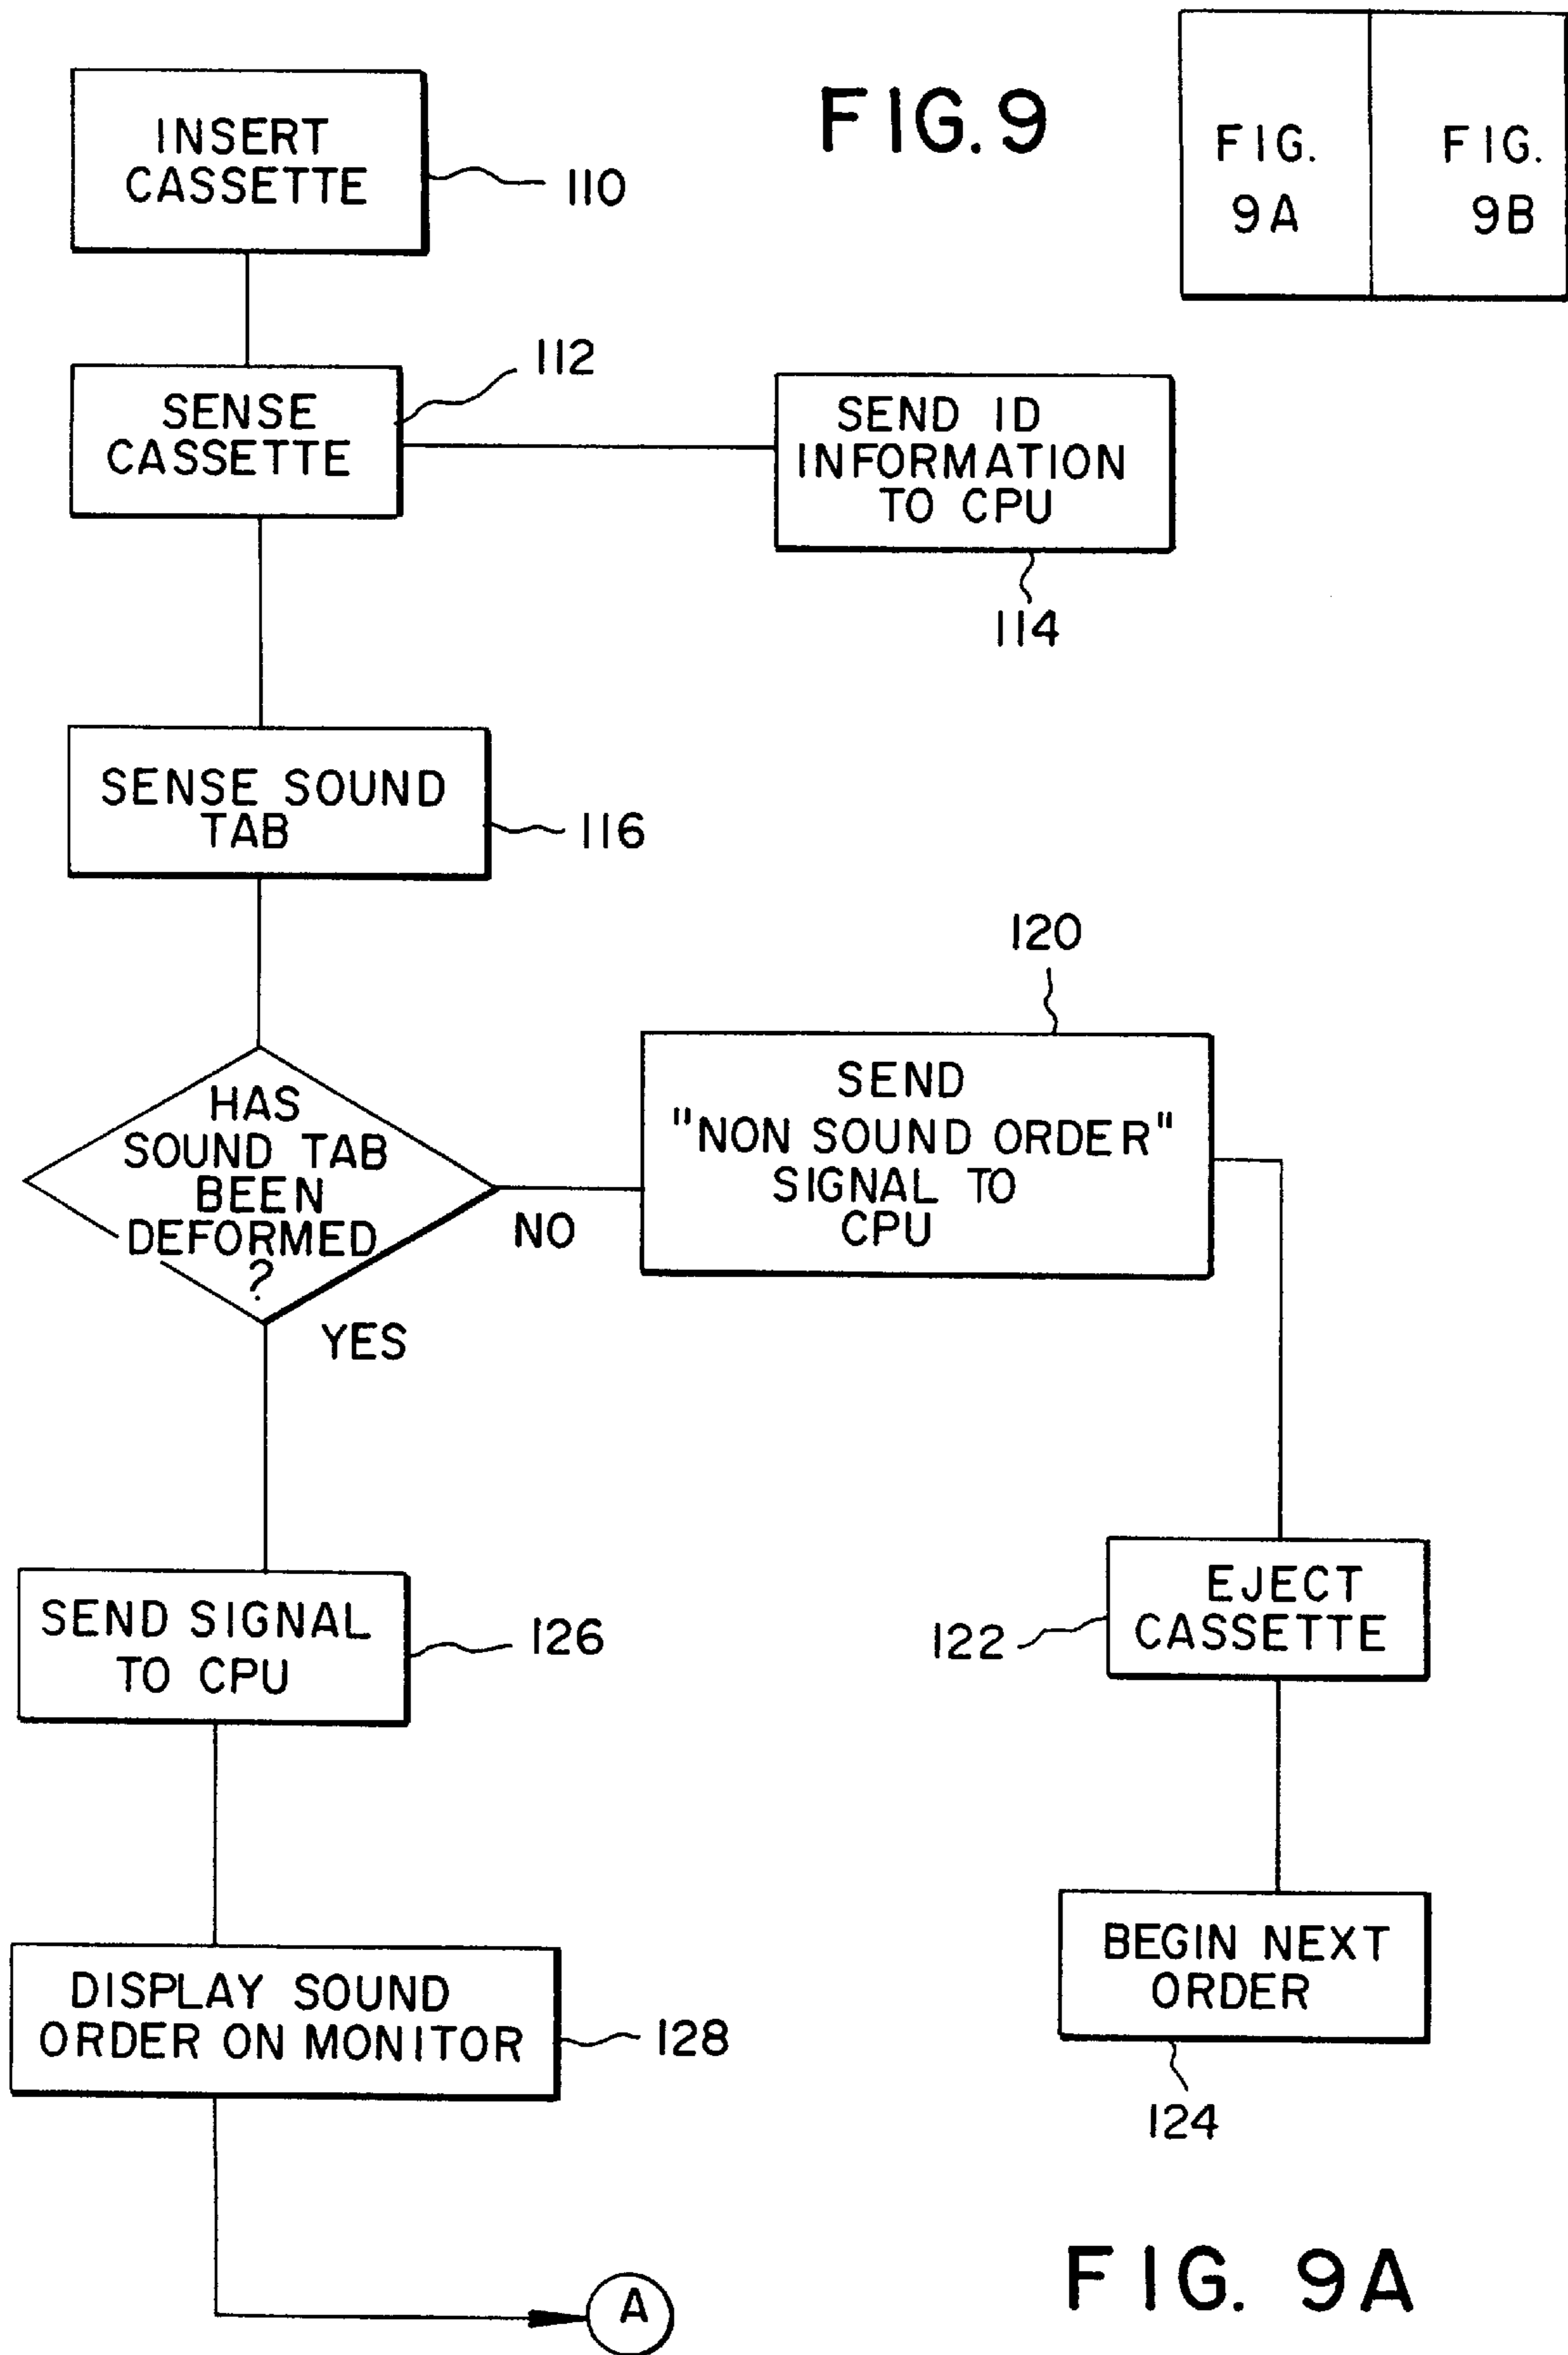 FIG. 9
FIG.
9A
FIG.
9B
INSERT
CASSETTE
110
SENSE
CASSETTE
112
SEND ID
INFORMATION
TO CPU
114
SENSE SOUND
TAB
116
HAS
SOUND TAB
BEEN
DEFORMED
?
NO
YES
120
SEND
"NON SOUND ORDER"
SIGNAL TO
CPU
EJECT
CASSETTE
122
BEGIN NEXT
ORDER
124
SEND SIGNAL
TO CPU
126
DISPLAY SOUND
ORDER ON MONITOR
128
A
FIG. 9A